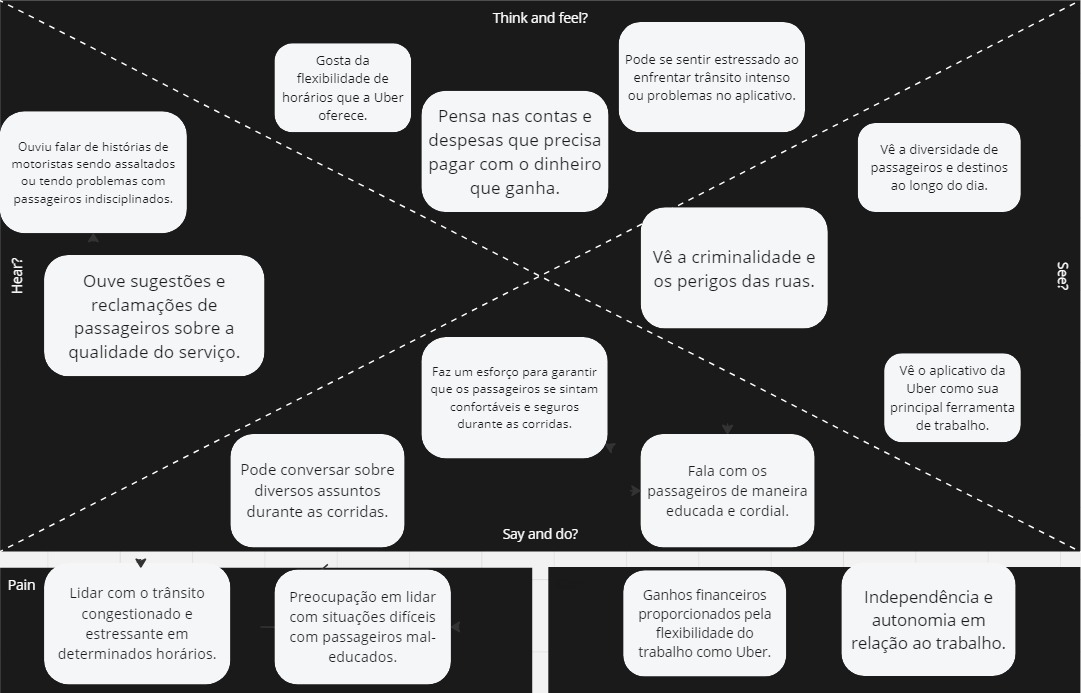 Think and feel?
Gosta da
flexibilidade de
horários que a Uber
oferece.
Pensa nas contas e
despesas que precisa
pagar com o dinheiro
que ganha.
Pode se sentir estressado ao
enfrentar trânsito intenso
ou problemas no aplicativo.
Hear?
Ouviu falar de histórias de
motoristas sendo assaltados
ou tendo problemas com
passageiros indisciplinados.
Ouve sugestões e
reclamações de
passageiros sobre a
qualidade do serviço.
See?
Vê a diversidade de
passageiros e destinos
ao longo do dia.
Vê a criminalidade e
os perigos das ruas.
Vê o aplicativo da
Uber como sua
principal ferramenta
de trabalho.
Faz um esforço para garantir
que os passageiros se sintam
confortáveis e seguros
durante as corridas.
Pode conversar sobre
diversos assuntos
durante as corridas.
Fala com os
passageiros de maneira
educada e cordial.
Say and do?
Pain
Lidar com o trânsito
congestionado e
estressante em
determinados horários.
Preocupação em lidar
com situações difíceis
com passageiros mal-
educados.
Ganhos financeiros
proporcionados pela
flexibilidade do
trabalho como Uber.
Independência e
autonomia em
relação ao trabalho.